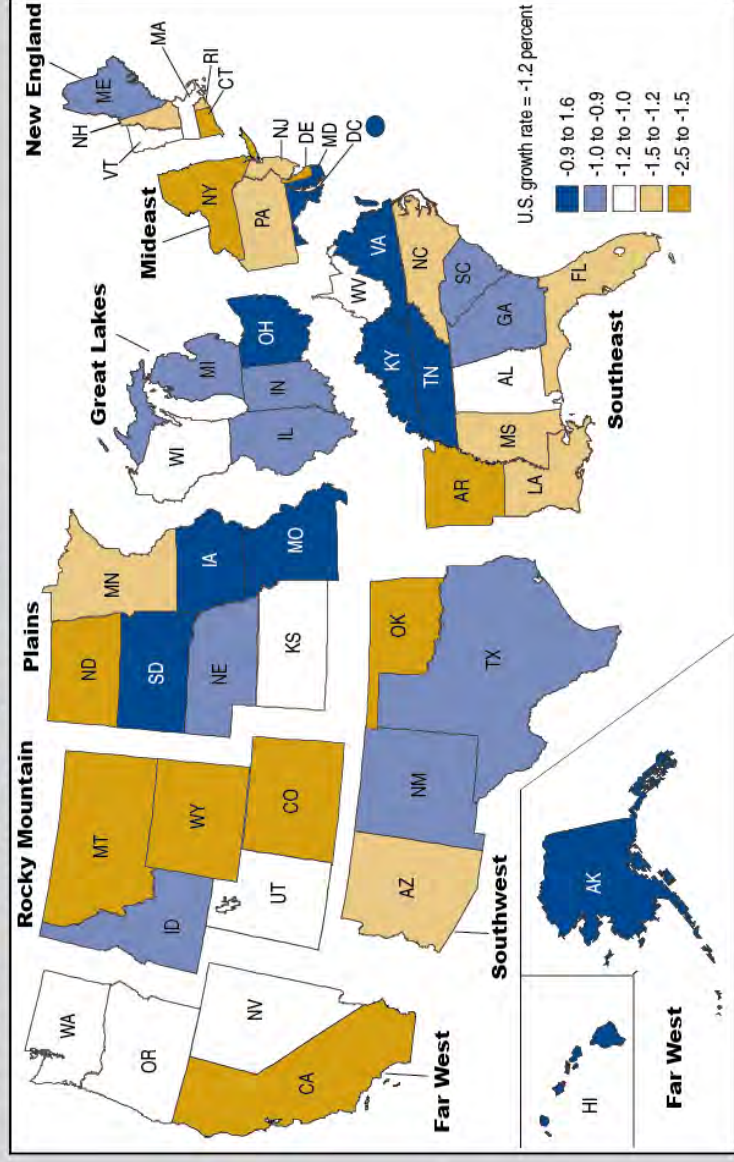 New England
ME
NH
VT
MA
RI
CT
Mideast
NY
PA
NJ
DE
MD
DC
Great Lakes
WI
MI
IL
IN
OH
Plains
ND
MN
SD
IA
NE
KS
MO
Rocky Mountain
MT
ID
WY
UT
CO
WA
OR
NV
CA
Far West
AZ
NM
OK
TX
Southwest
AR
LA
MS
AL
TN
KY
WV
VA
NC
SC
GA
FL
Southeast
HI
AK
Far West
U.S. growth rate = -1.2 percent
-0.9 to 1.6
-1.0 to -0.9
-1.2 to -1.0
-1.5 to -1.2
-2.5 to -1.5